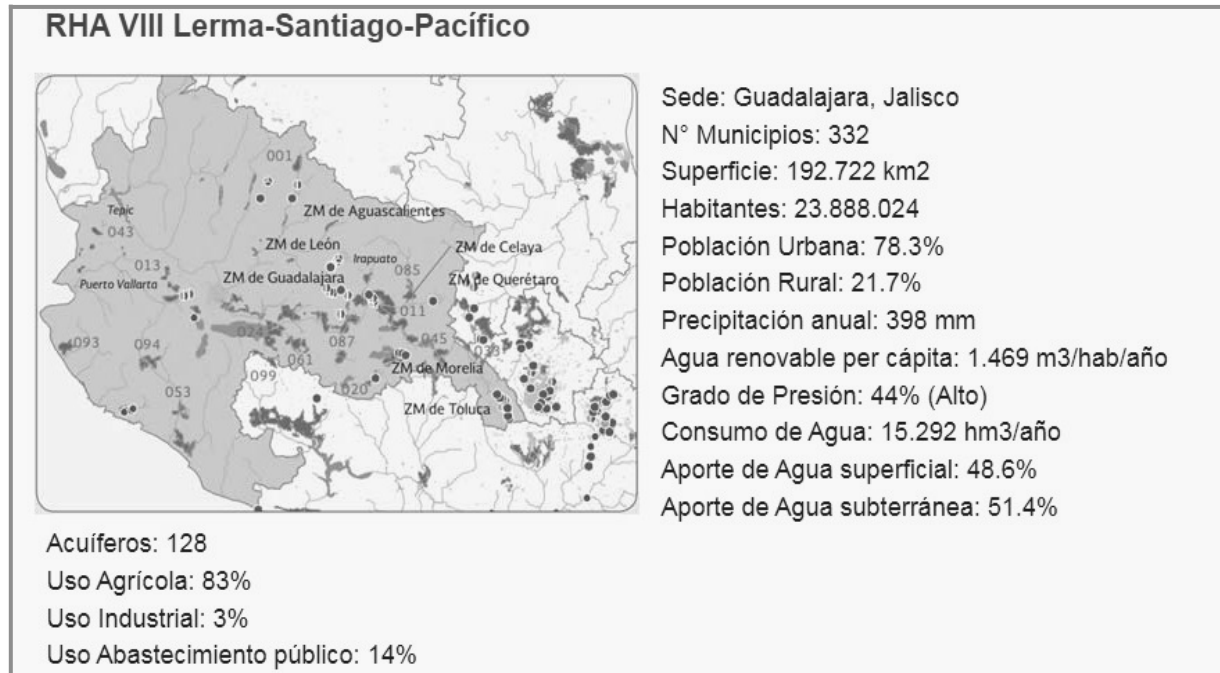 RHA VIII Lerma-Santiago-Pacífico
001
ZM de Aguascalientes
Tepic
043
ZM de León
ZM de Celaya
013
Irapuato
085
Puerto Vallarta
ZM de Guadalajara
ZM de Querétaro
011
024
093
094
061
087
045
033
099
ZM de Morelia
020
053
ZM de Toluca
Sede: Guadalajara, Jalisco
N° Municipios: 332
Superficie: 192.722 km2
Habitantes: 23.888.024
Población Urbana: 78.3%
Población Rural: 21.7%
Precipitación anual: 398 mm
Agua renovable per cápita: 1.469 m3/hab/año
Grado de Presión: 44% (Alto)
Consumo de Agua: 15.292 hm3/año
Aporte de Agua superficial: 48.6%
Aporte de Agua subterránea: 51.4%
Acuíferos: 128
Uso Agrícola: 83%
Uso Industrial: 3%
Uso Abastecimiento público: 14%